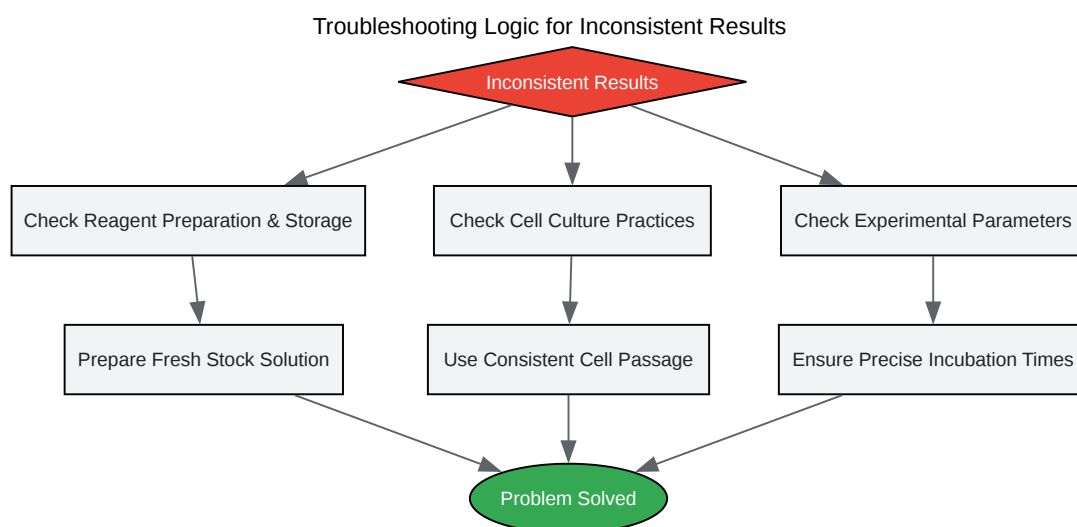 Troubleshooting Logic for Inconsistent Results
Inconsistent Results
Check Reagent Preparation & Storage
Check Cell Culture Practices
Check Experimental Parameters
Prepare Fresh Stock Solution
Use Consistent Cell Passage
Ensure Precise Incubation Times
Problem Solved